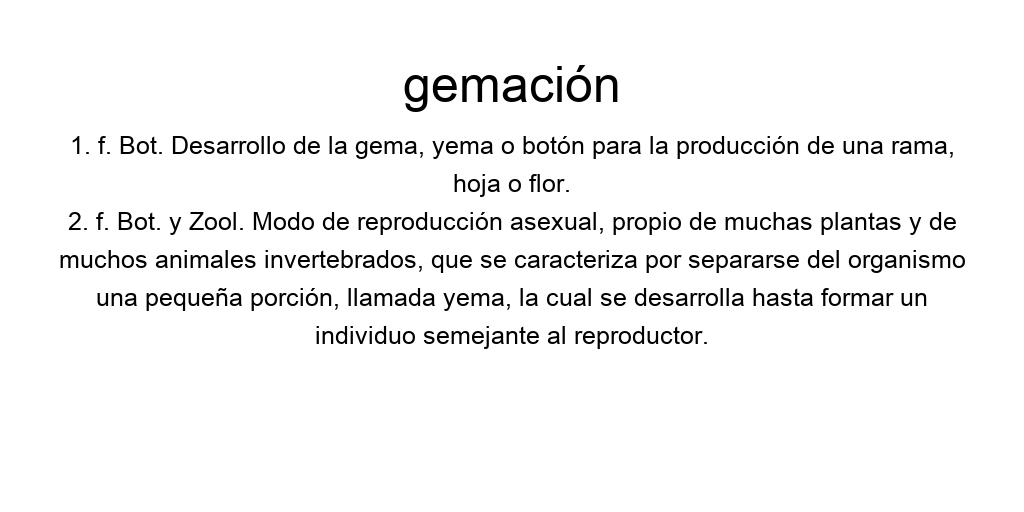 gemación
1. f. Bot. Desarrollo de la gema, yema o botón para la producción de una rama,
hoja o flor.
2. f. Bot. y Zool. Modo de reproducción asexual, propio de muchas plantas y de
muchos animales invertebrados, que se caracteriza por separarse del organismo
una pequeña porción, llamada yema, la cual se desarrolla hasta formar un
individuo semejante al reproductor.